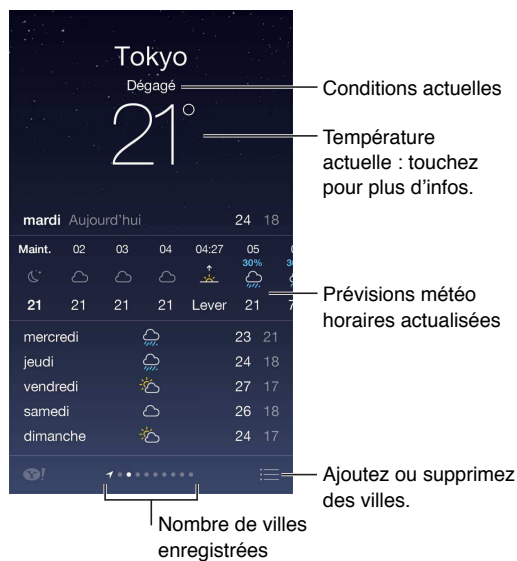 Tokyo
Dégagé
21°
Conditions actuelles
Température
actuelle : touchez
pour plus d'infos.
mardi Aujourd'hui 24 18
Maint. 02 03 04 04:27 05
30%
21 21 21 21 Lever 21
Prévisions météo
horaires actualisées
mercredi 23 21
jeudi 24 18
vendredi 27 17
samedi 26 18
dimanche 24 17
Y!
Ajoutez ou supprimez
des villes.
Nombre de villes
enregistrées